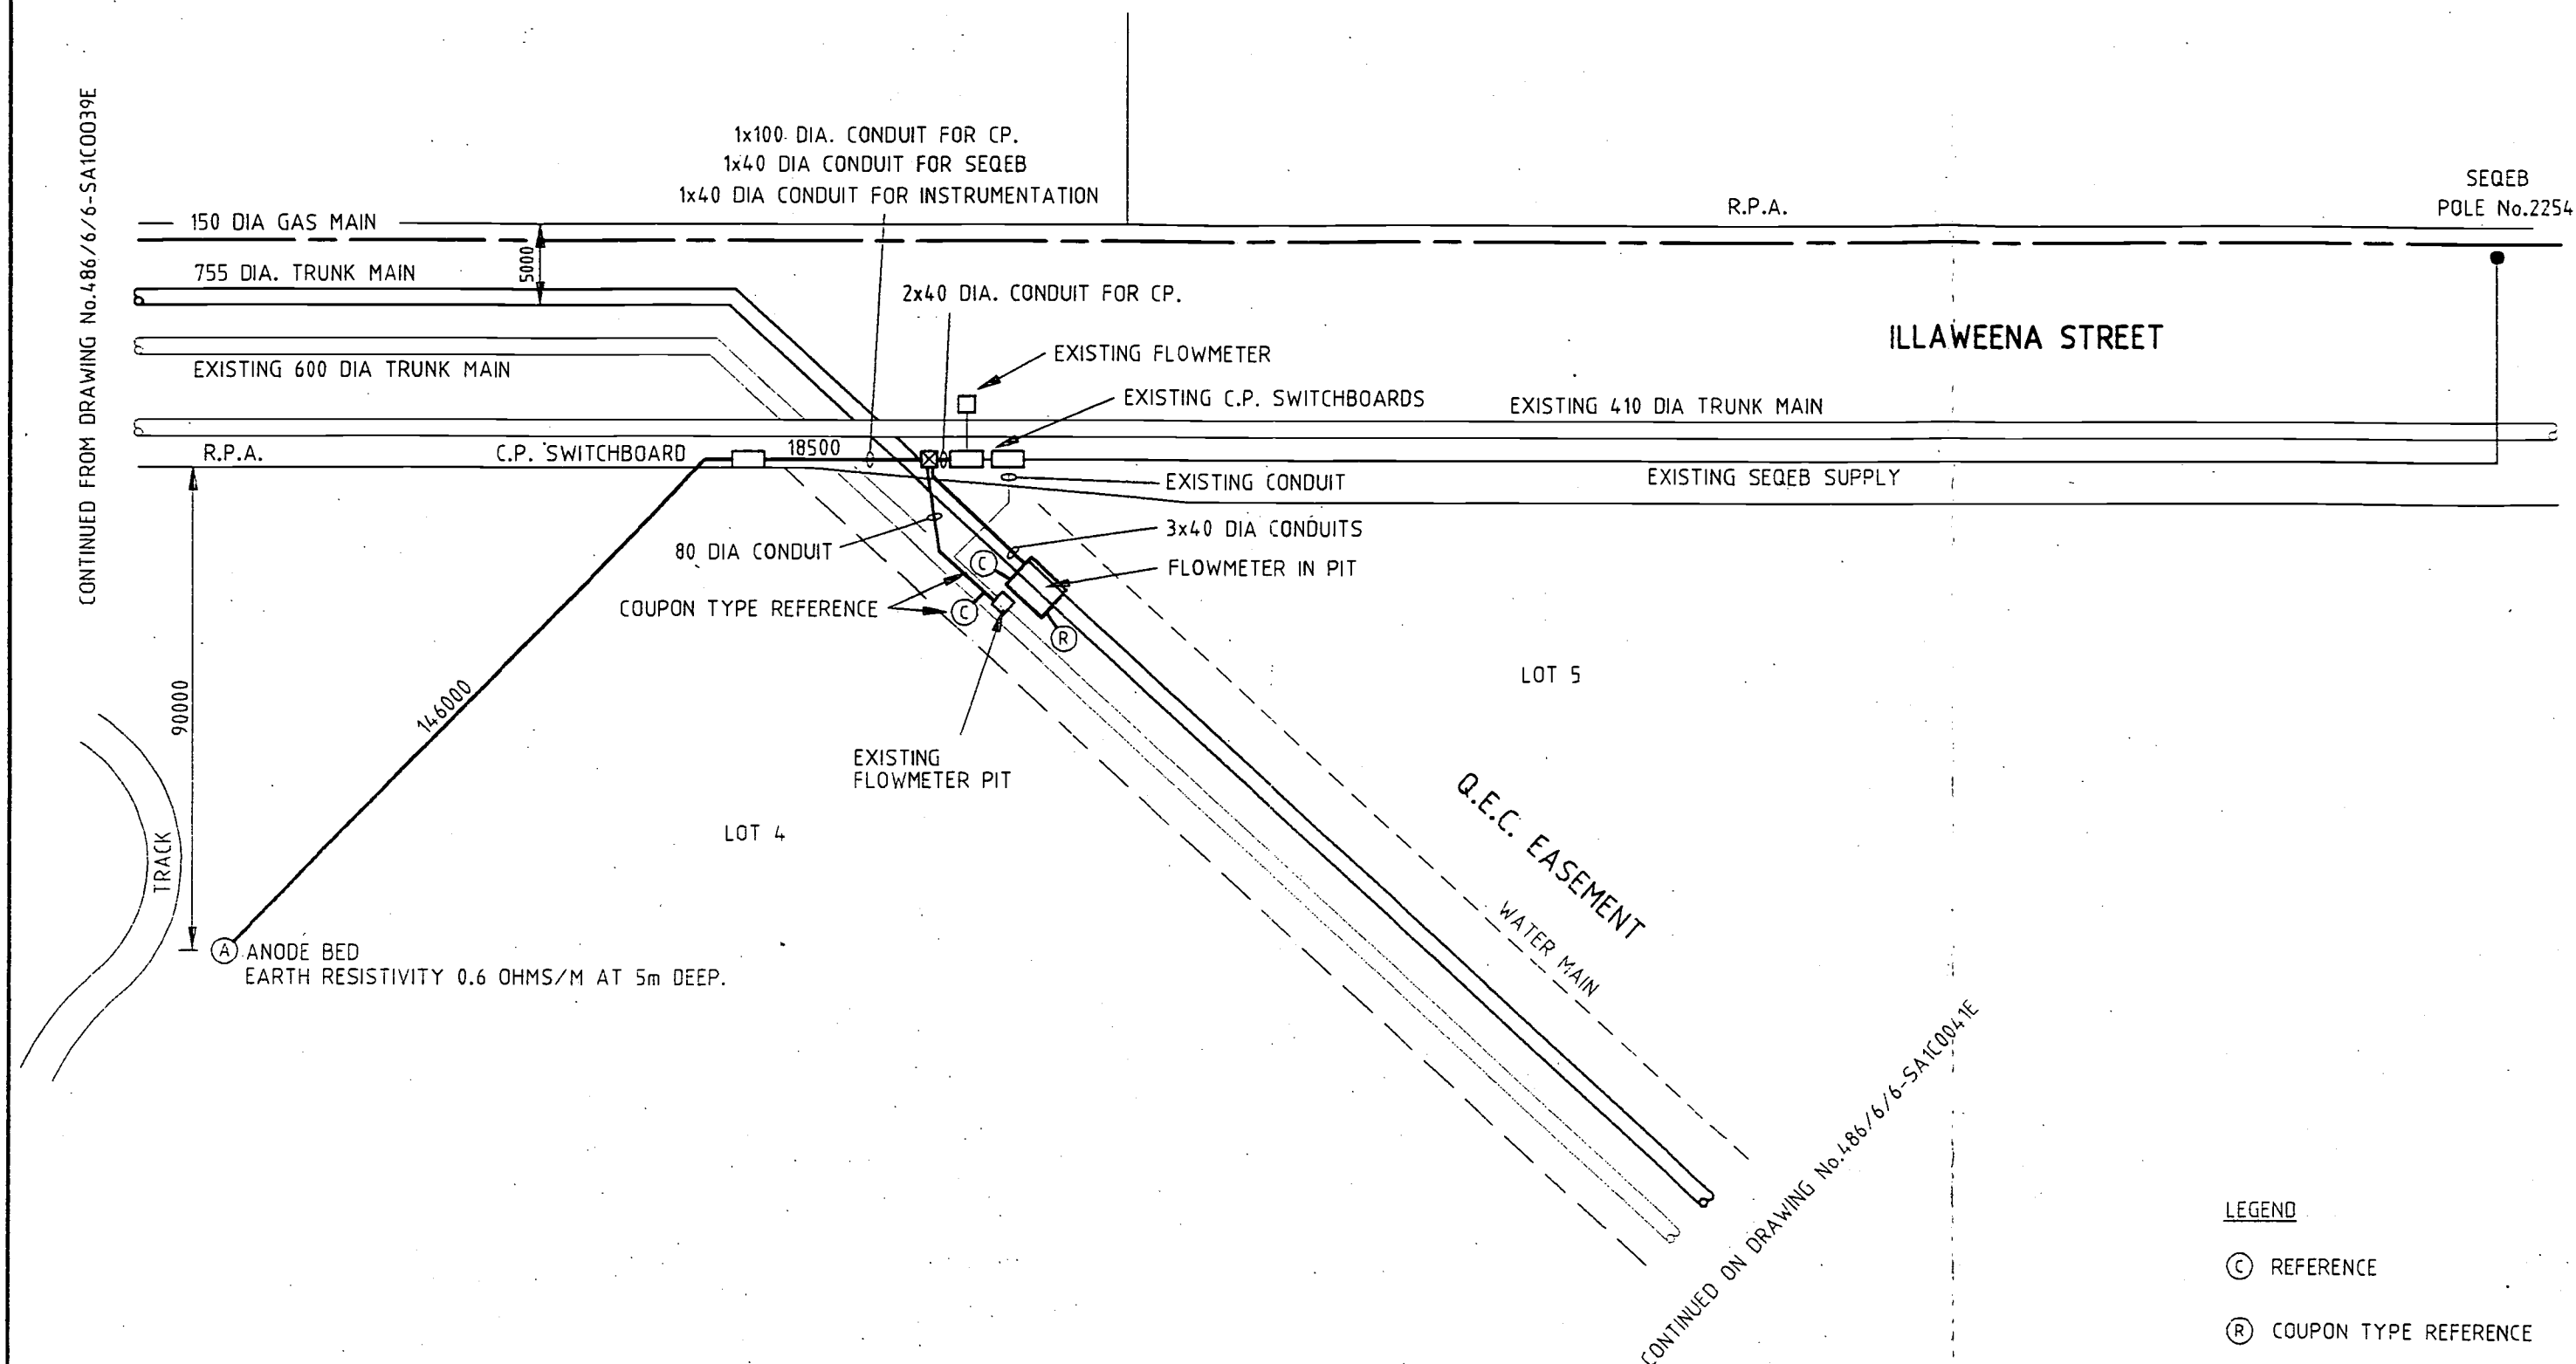 CONTINUED FROM DRAWING No.486/6/6-SA1C0039E
1x100 DIA. CONDUIT FOR CP.
1x40 DIA CONDUIT FOR SEQEB
1x40 DIA CONDUIT FOR INSTRUMENTATION
SEQEB
POLE No.2254
R.P.A.
150 DIA GAS MAIN
5000
755 DIA. TRUNK MAIN
2x40 DIA. CONDUIT FOR CP.
ILLAWEENA STREET
EXISTING FLOWMETER
EXISTING 600 DIA TRUNK MAIN
EXISTING C.P. SWITCHBOARDS
EXISTING 410 DIA TRUNK MAIN
R.P.A.
C.P. SWITCHBOARD
18500
EXISTING CONDUIT
EXISTING SEQEB SUPPLY
3x40 DIA CONDUITS
80 DIA CONDUIT
C
FLOWMETER IN PIT
COUPON TYPE REFERENCE
C
R
LOT 5
90000
146000
EXISTING
FLOWMETER PIT
LOT 4
TRACK
Q.E.C. EASEMENT
WATER MAIN
A
ANODE BED
EARTH RESISTIVITY 0.6 OHMS/M AT 5m DEEP.
CONTINUED ON DRAWING No.486/6/6-SA1C0041E
LEGEND
C REFERENCE
R COUPON TYPE REFERENCE